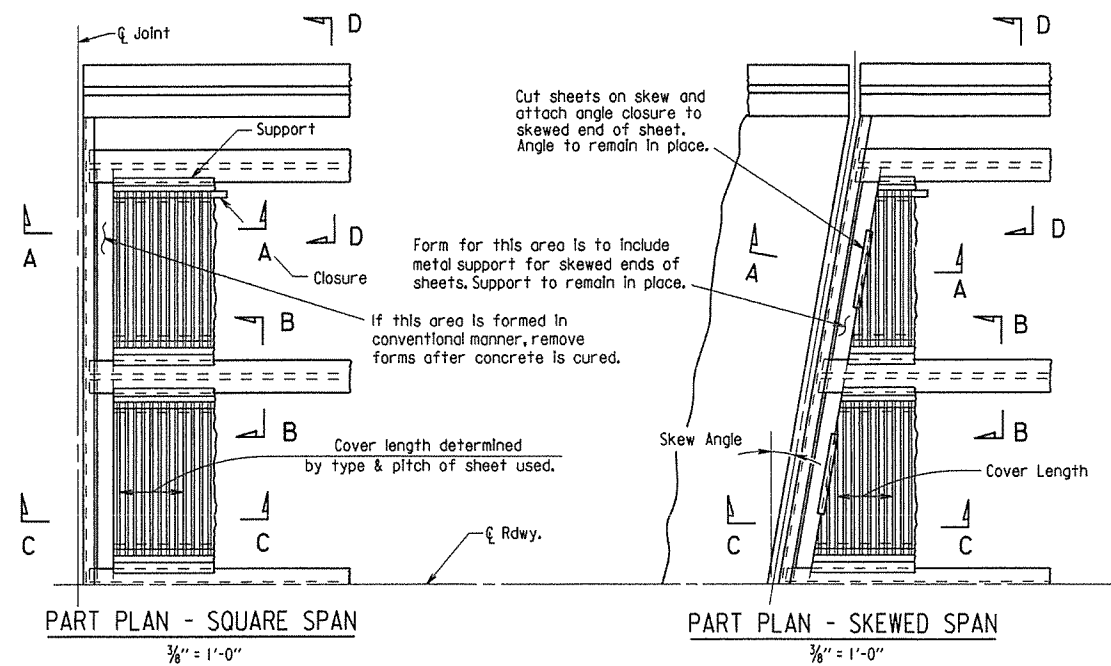 ℄ Joint
D
D
Support
Cut sheets on skew and
attach angle closure to
skewed end of sheet.
Angle to remain in place.
A
A
D
Closure
Form for this area is to include
metal support for skewed ends of
sheets. Support to remain in place.
A
A
D
If this area is formed in
conventional manner, remove
forms after concrete is cured.
B
B
B
B
Cover length determined
by type & pitch of sheet used.
Skew Angle
Cover Length
C
C
C
C
℄ Rdwy.
PART PLAN - SQUARE SPAN
3/8" = 1'-0"
PART PLAN - SKEWED SPAN
3/8" = 1'-0"